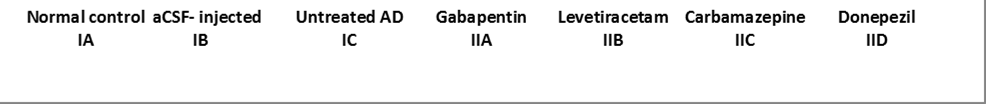 Normal control aCSF- injected Untreated AD Gabapentin Levetiracetam Carbamazepine Donepezil
IA IB IC IIA IIB IIC IID